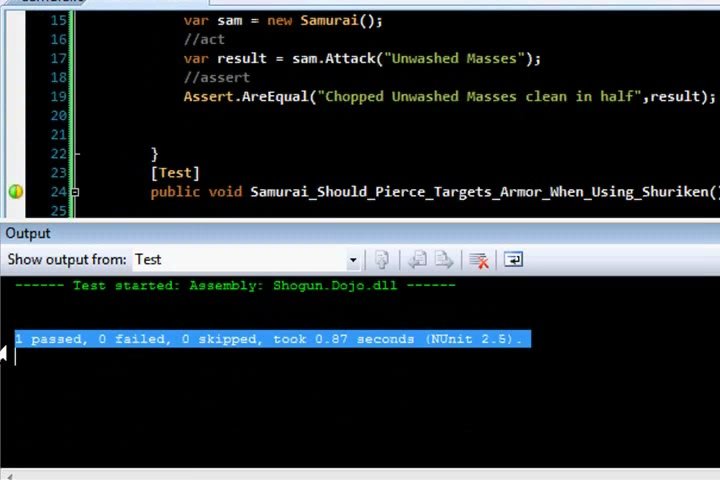 15 var sam = new Samurai();
16 //act
17 var result = sam.Attack("Unwashed Masses");
18 //assert
19 Assert.AreEqual("Chopped Unwashed Masses clean in half",result);
20
21
22 }
23 [Test]
24 public void Samurai_Should_Pierce_Targets_Armor_When_Using_Shuriken()
25
Output
Show output from: Test
------ Test started: Assembly: Shogun.Dojo.dll ------
1 passed, 0 failed, 0 skipped, took 0.87 seconds (NUnit 2.5).